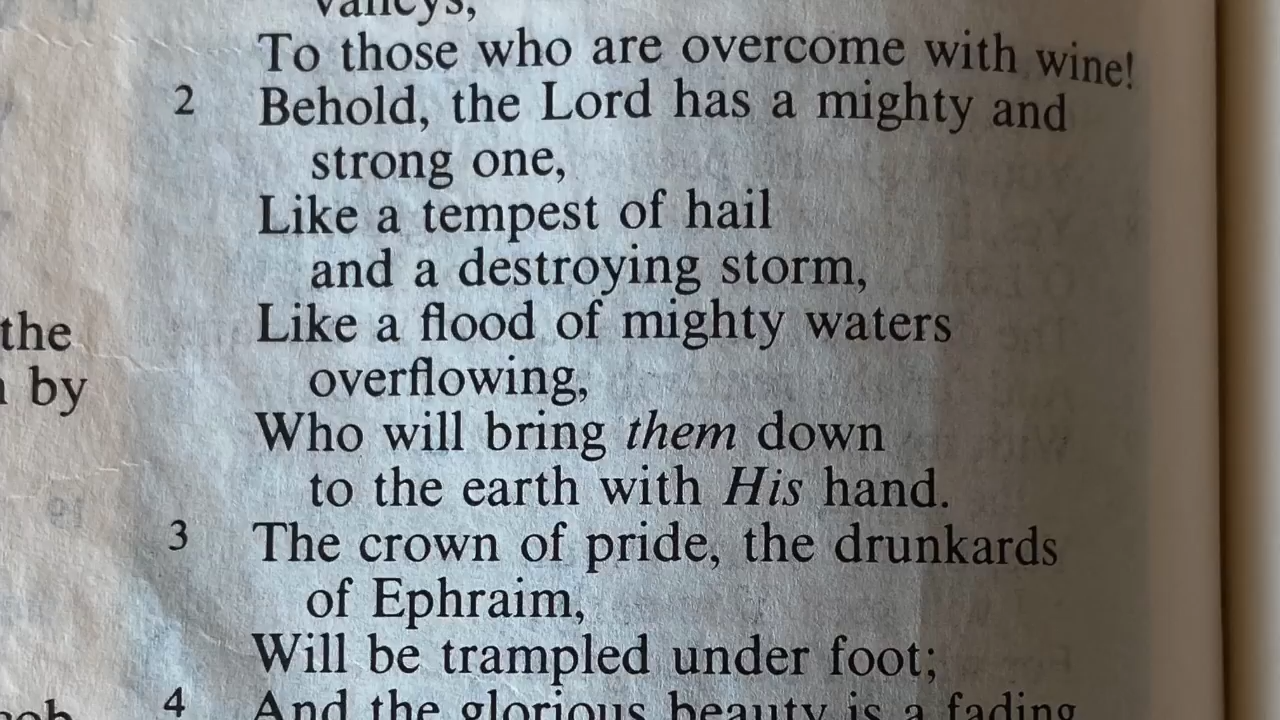 valleys,
To those who are overcome with wine!
2 Behold, the Lord has a mighty and
strong one,
Like a tempest of hail
and a destroying storm,
Like a flood of mighty waters
overflowing,
Who will bring them down
to the earth with His hand.
3 The crown of pride, the drunkards
of Ephraim,
Will be trampled under foot;
4 And the glorious beauty is a fading
the
by